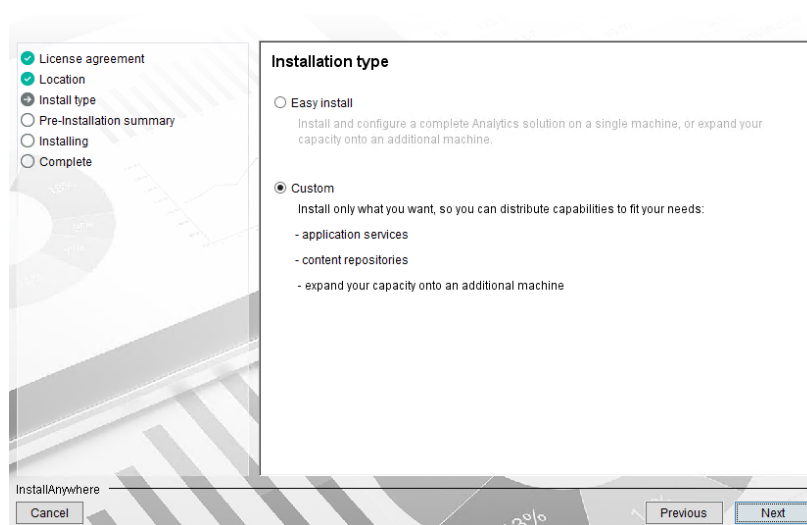 License agreement
Location
Install type
Pre-Installation summary
Installing
Complete
Installation type
Easy install
Install and configure a complete Analytics solution on a single machine, or expand your
capacity onto an additional machine.
Custom
Install only what you want, so you can distribute capabilities to fit your needs:
- application services
- content repositories
- expand your capacity onto an additional machine
InstallAnywhere
Cancel
Previous
Next